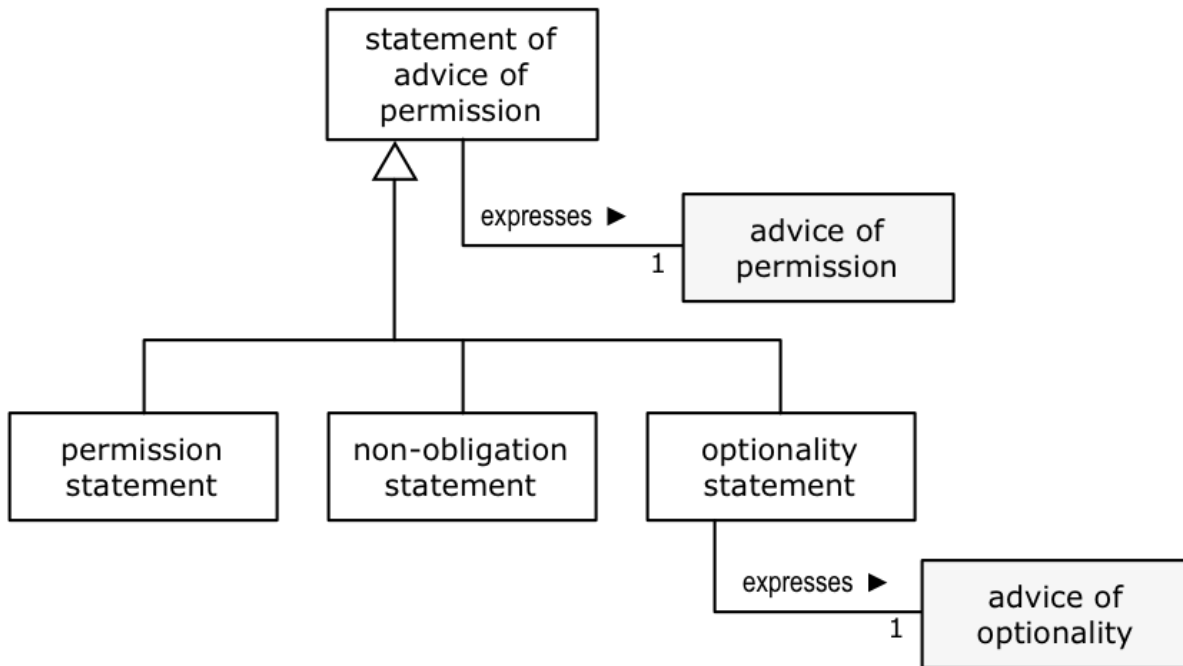 statement of
advice of
permission
expresses ►
advice of
permission
1
permission
statement
non-obligation
statement
optionality
statement
expresses ►
advice of
optionality
1